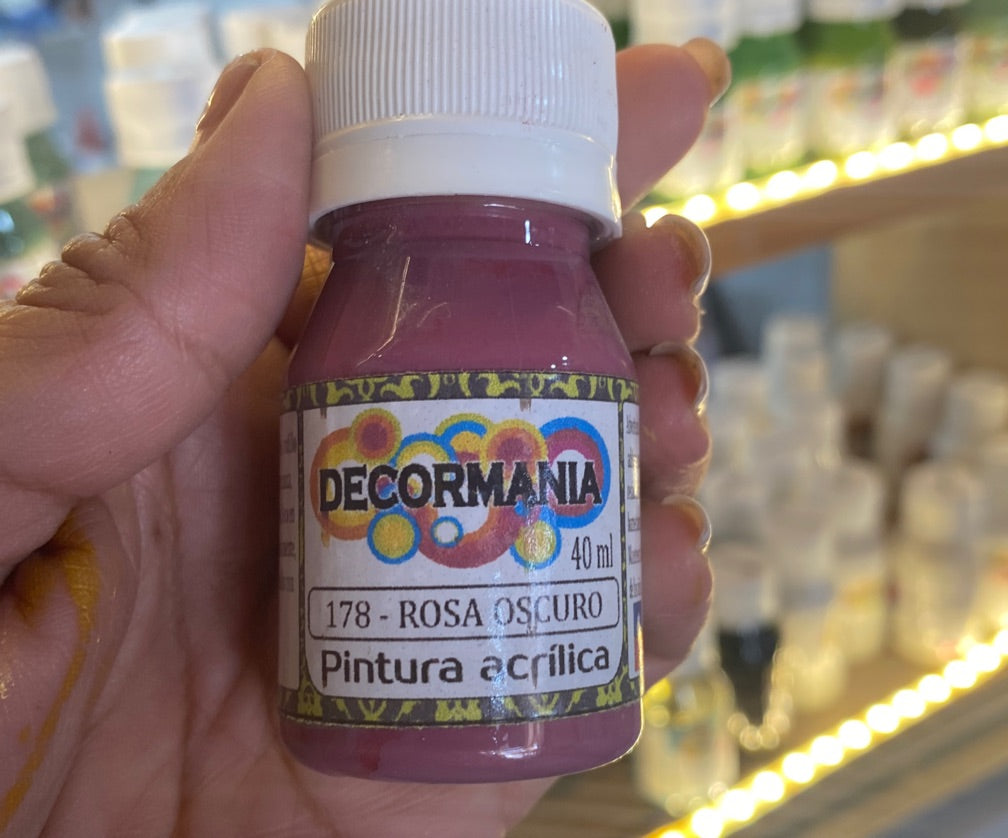 DECORMANIA
40 ml
178 - ROSA OSCURO
Pintura acrílica